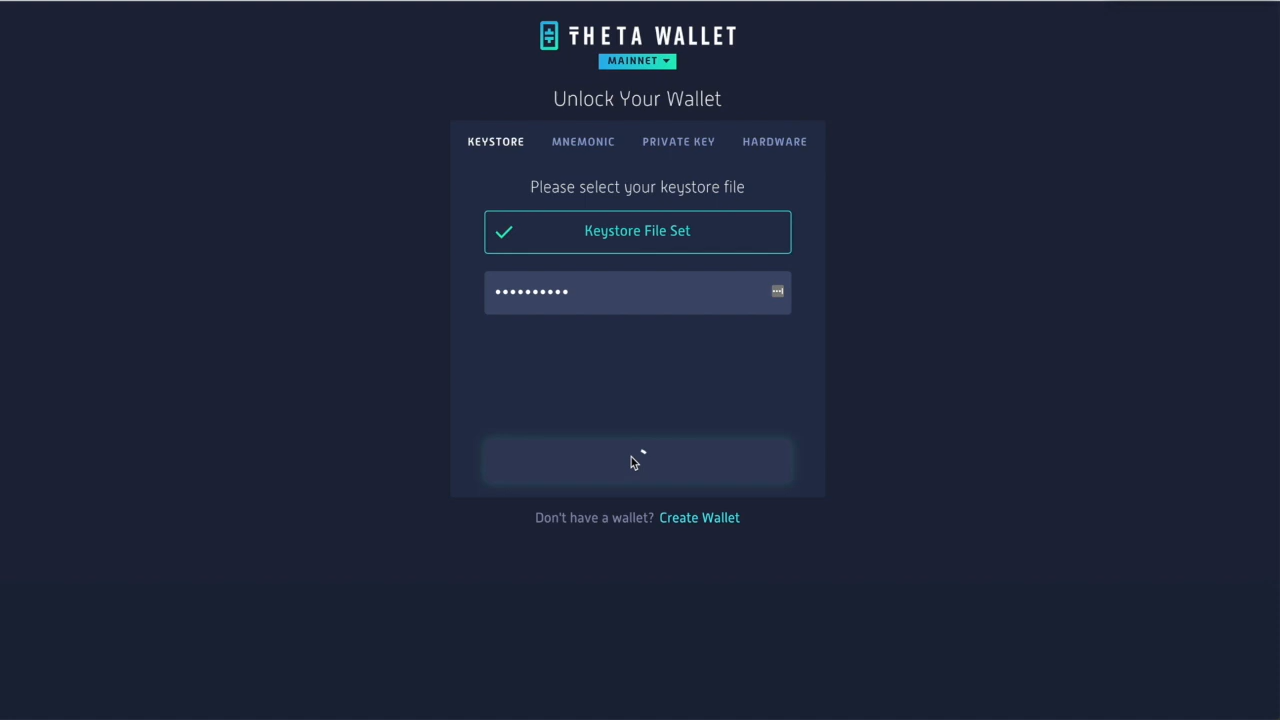 THETA WALLET
MAINNET
Unlock Your Wallet
KEYSTORE MNEMONIC PRIVATE KEY HARDWARE
Please select your keystore file
Keystore File Set
••••••••••
Don't have a wallet? Create Wallet